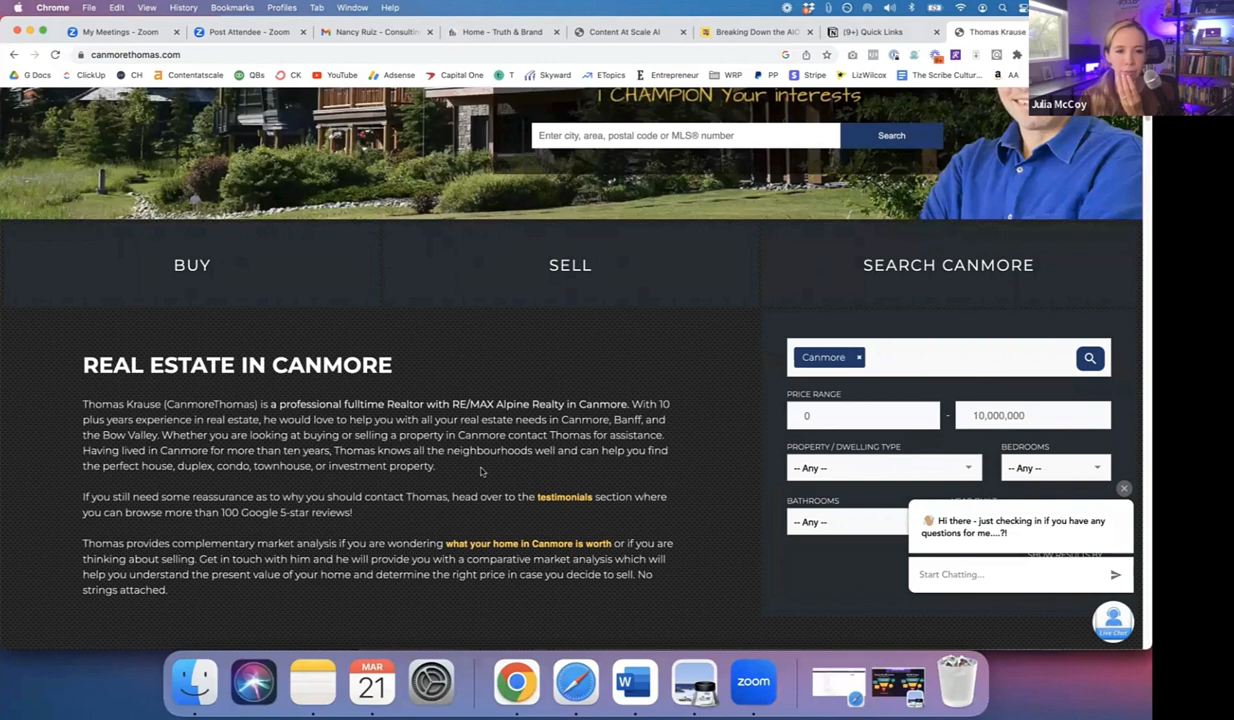 Chrome File Edit View History Bookmarks Profiles Tab Window Help
My Meetings - Zoom Post Attendee - Zoom Nancy Ruiz - Consultin Home - Truth & Brand Content At Scale AI Breaking Down the AIO (9+) Quick Links Thomas Krause
canmorethomas.com
G Docs ClickUp CH Contentatscale QBs CK YouTube Adsense Capital One T Skyward ETopics Entrepreneur WRP PP Stripe LizWilcox The Scribe Cultur... AA
Julia McCoy
I CHAMPION Your interests
Enter city, area, postal code or MLS® number
Search
BUY
SELL
SEARCH CANMORE
REAL ESTATE IN CANMORE
Thomas Krause (CanmoreThomas) is a professional fulltime Realtor with RE/MAX Alpine Realty in Canmore. With 10
plus years experience in real estate, he would love to help you with all your real estate needs in Canmore, Banff, and
the Bow Valley. Whether you are looking at buying or selling a property in Canmore contact Thomas for assistance.
Having lived in Canmore for more than ten years, Thomas knows all the neighbourhoods well and can help you find
the perfect house, duplex, condo, townhouse, or investment property.
If you still need some reassurance as to why you should contact Thomas, head over to the testimonials section where
you can browse more than 100 Google 5-star reviews!
Thomas provides complementary market analysis if you are wondering what your home in Canmore is worth or if you are
thinking about selling. Get in touch with him and he will provide you with a comparative market analysis which will
help you understand the present value of your home and determine the right price in case you decide to sell. No
strings attached.
Canmore ×
PRICE RANGE
0 - 10,000,000
PROPERTY / DWELLING TYPE BEDROOMS
-- Any -- -- Any --
BATHROOMS
-- Any --
Hi there - just checking in if you have any
questions for me....?!
SHOW RESULTS BY
Start Chatting...
Live Chat
MAR
21
W
zoom